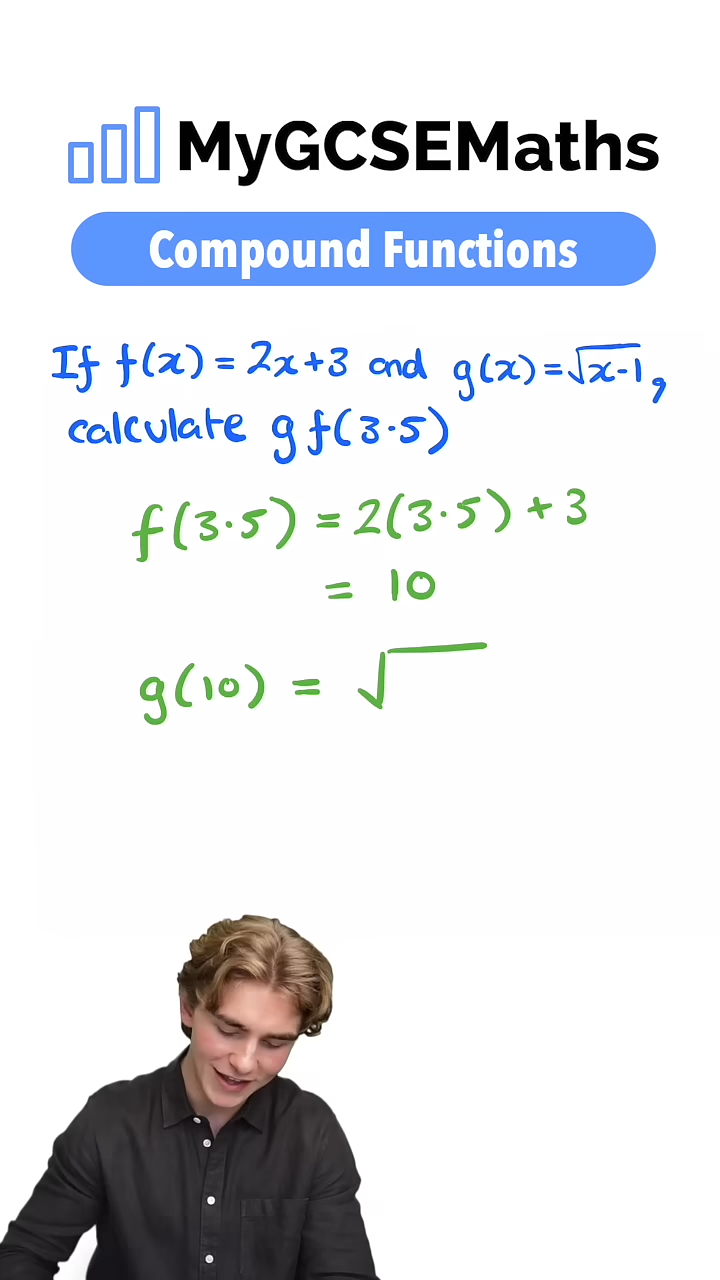 MyGCSEMaths
Compound Functions
If f(x) = 2x+3 and g(x) = √x-1,
calculate gf(3·5)
f(3·5) = 2(3·5) + 3
= 10
g(10) = √